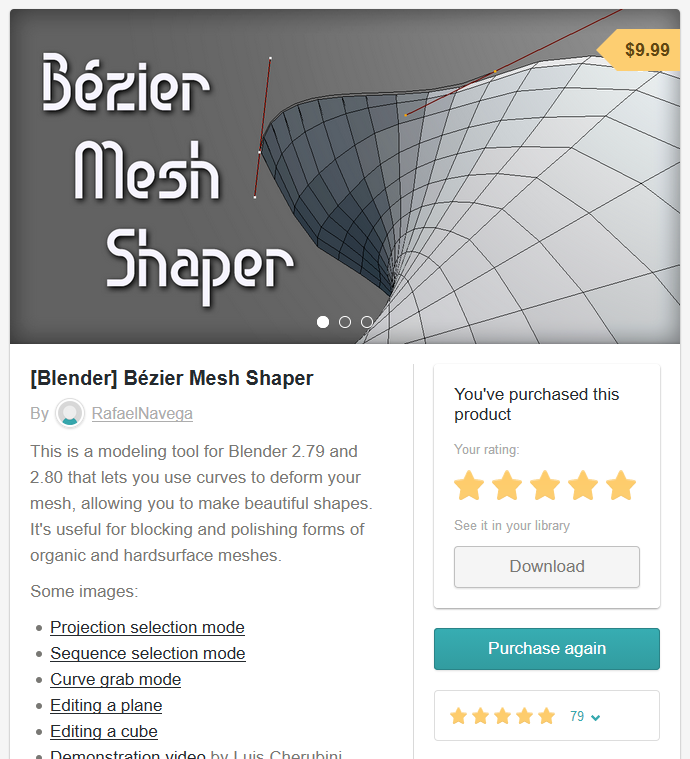 Bézier
Mesh
Shaper
$9.99
[Blender] Bézier Mesh Shaper
By RafaelNavega
This is a modeling tool for Blender 2.79 and
2.80 that lets you use curves to deform your
mesh, allowing you to make beautiful shapes.
It's useful for blocking and polishing forms of
organic and hardsurface meshes.
Some images:
Projection selection mode
Sequence selection mode
Curve grab mode
Editing a plane
Editing a cube
Demonstration video by Luis Cherubini
You've purchased this
product
Your rating:
See it in your library
Download
Purchase again
79